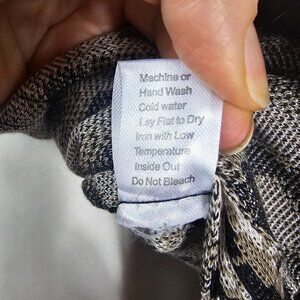 Machine or
Hand Wash
Cold water
Lay Flat to Dry
Iron with Low
Temperature
Inside Out
Do Not Bleach